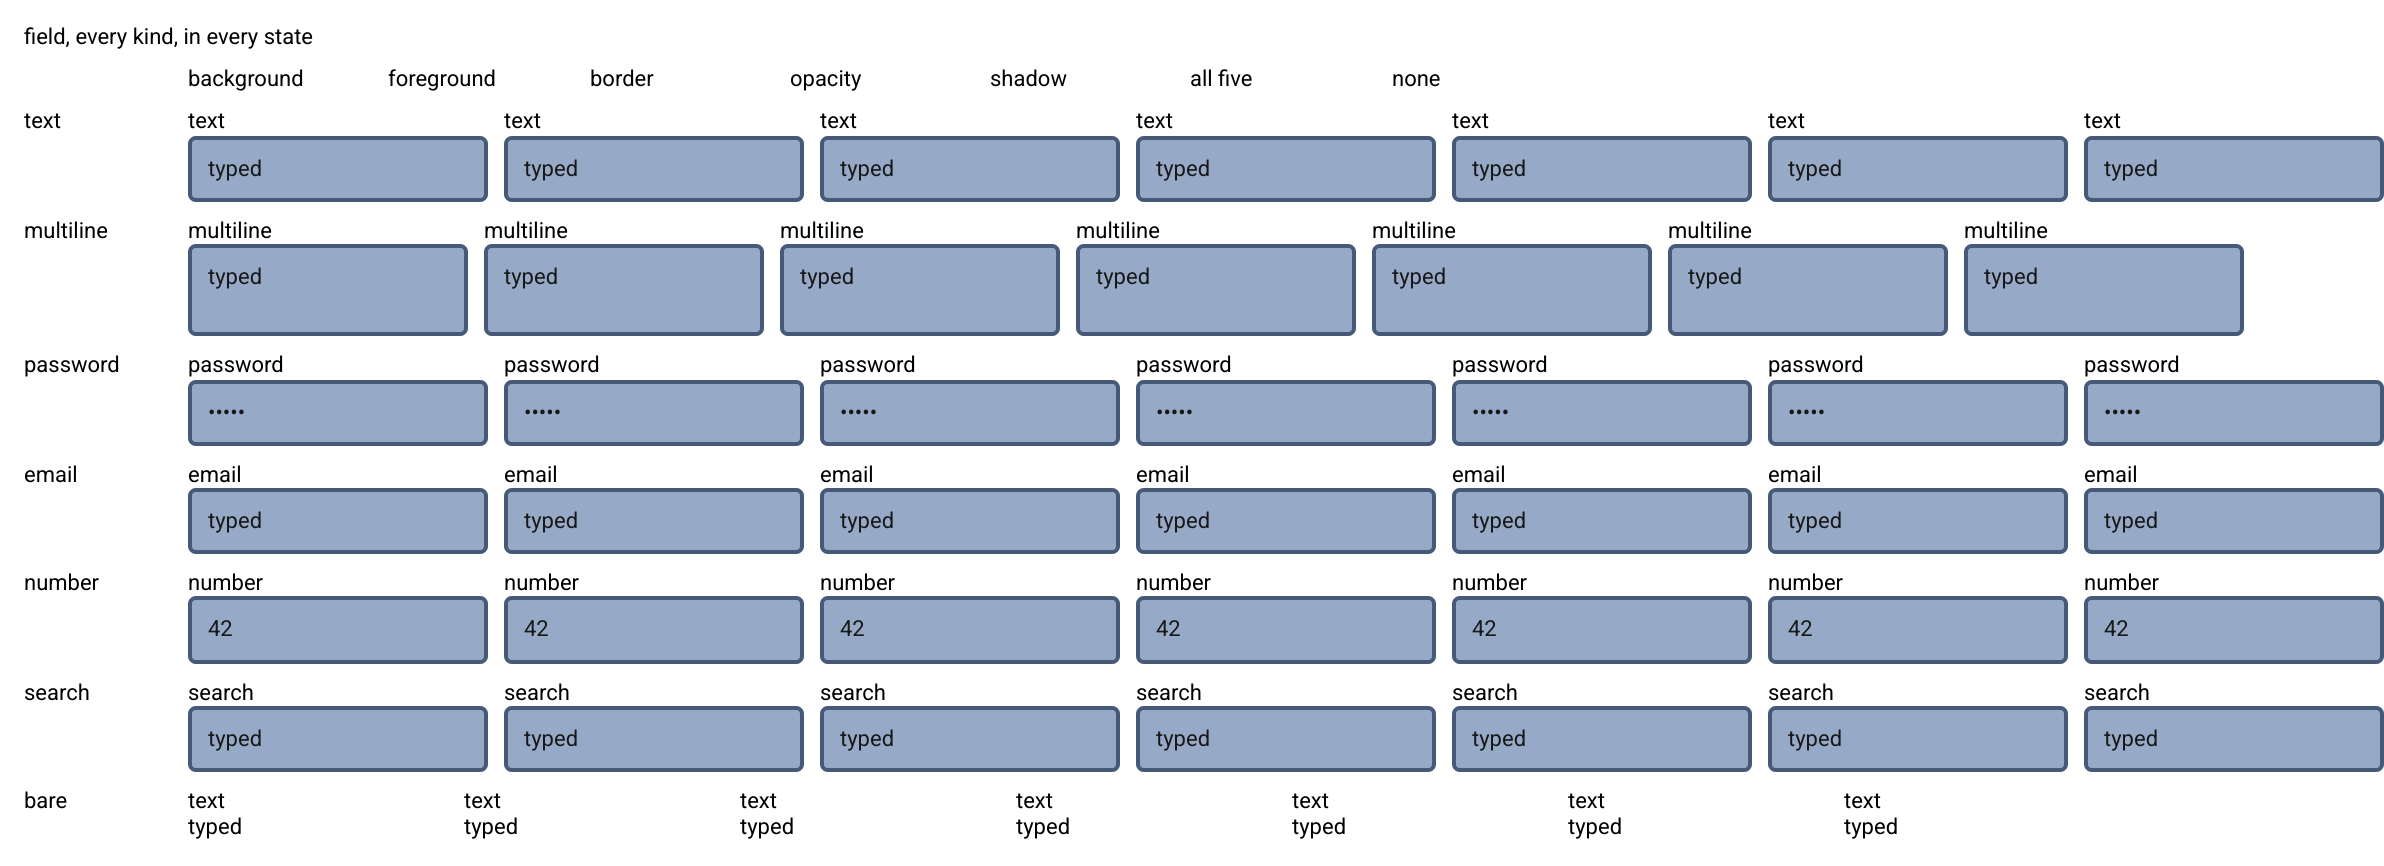 field, every kind, in every state
background foreground border opacity shadow all five none
text text text text text text text text
typed typed typed typed typed typed typed
multiline multiline multiline multiline multiline multiline multiline multiline
typed typed typed typed typed typed typed
password password password password password password password password
••••• ••••• ••••• ••••• ••••• ••••• •••••
email email email email email email email email
typed typed typed typed typed typed typed
number number number number number number number number
42 42 42 42 42 42 42
search search search search search search search search
typed typed typed typed typed typed typed
bare text text text text text text text
typed typed typed typed typed typed typed